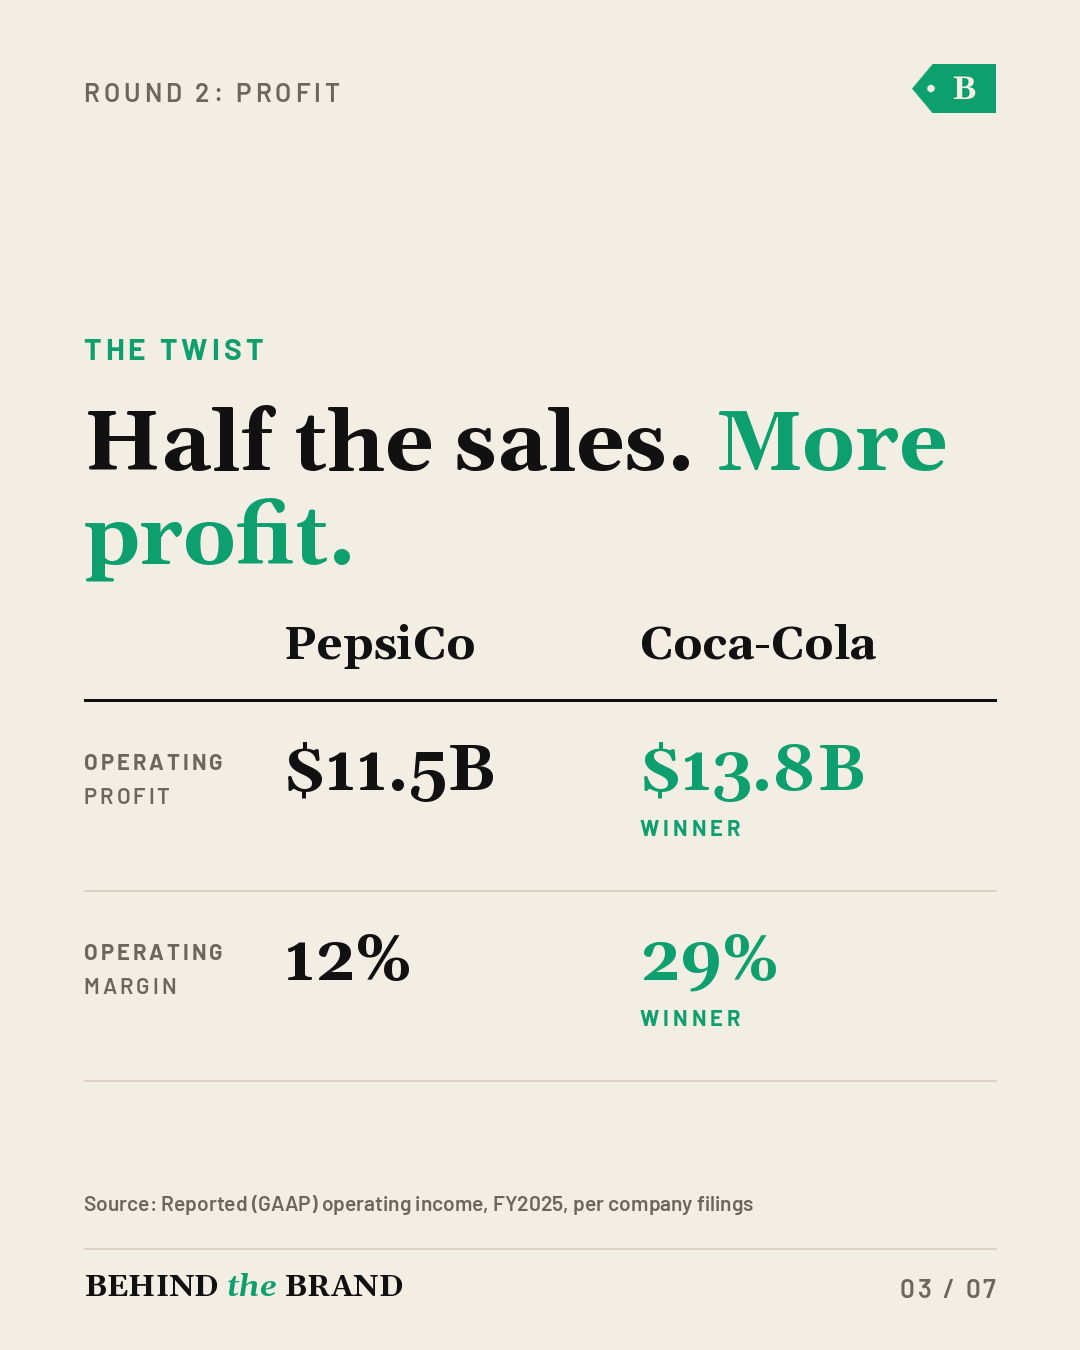 ROUND 2: PROFIT
B
THE TWIST
Half the sales. More
profit.
PepsiCo Coca-Cola
OPERATING PROFIT $11.5B $13.8B
WINNER
OPERATING MARGIN 12% 29%
WINNER
Source: Reported (GAAP) operating income, FY2025, per company filings
BEHIND the BRAND 03 / 07